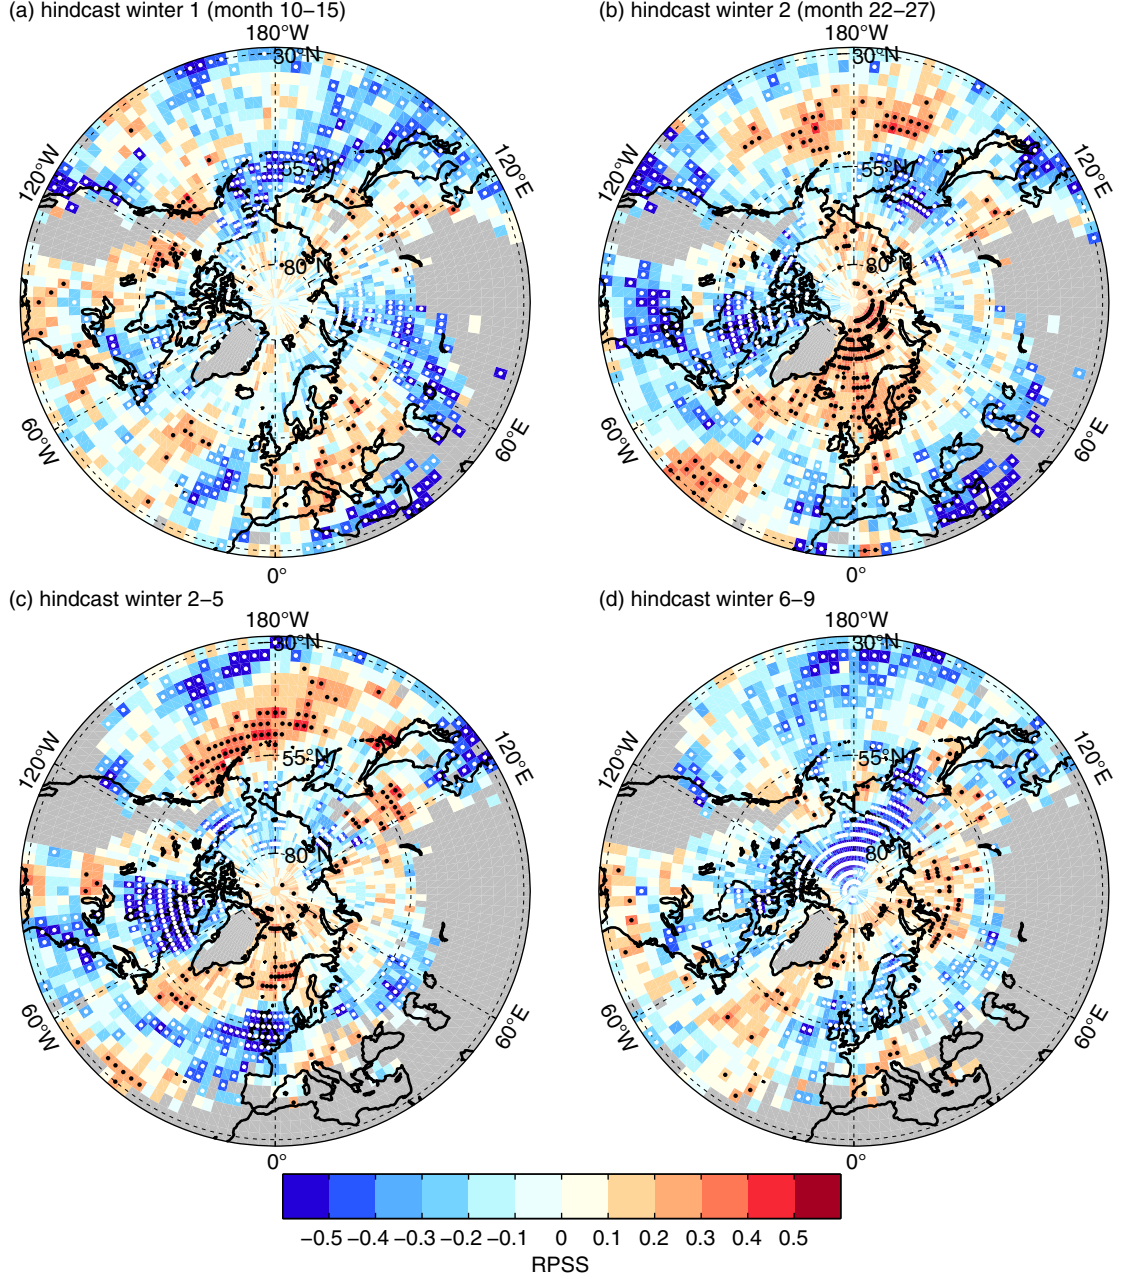 (a) hindcast winter 1 (month 10−15)
180°W
30°N
55°N
80°N
120°W
120°E
60°W
60°E
0°
(b) hindcast winter 2 (month 22−27)
180°W
30°N
55°N
80°N
120°W
120°E
60°W
60°E
0°
(c) hindcast winter 2−5
180°W
30°N
55°N
80°N
120°W
120°E
60°W
60°E
0°
(d) hindcast winter 6−9
180°W
30°N
55°N
80°N
120°W
120°E
60°W
60°E
0°
−0.5 −0.4 −0.3 −0.2 −0.1 0 0.1 0.2 0.3 0.4 0.5
RPSS